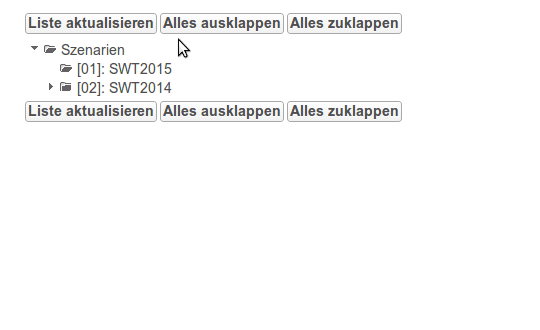 Liste aktualisieren Alles ausklappen Alles zuklappen
Szenarien
[01]: SWT2015
[02]: SWT2014
Liste aktualisieren Alles ausklappen Alles zuklappen